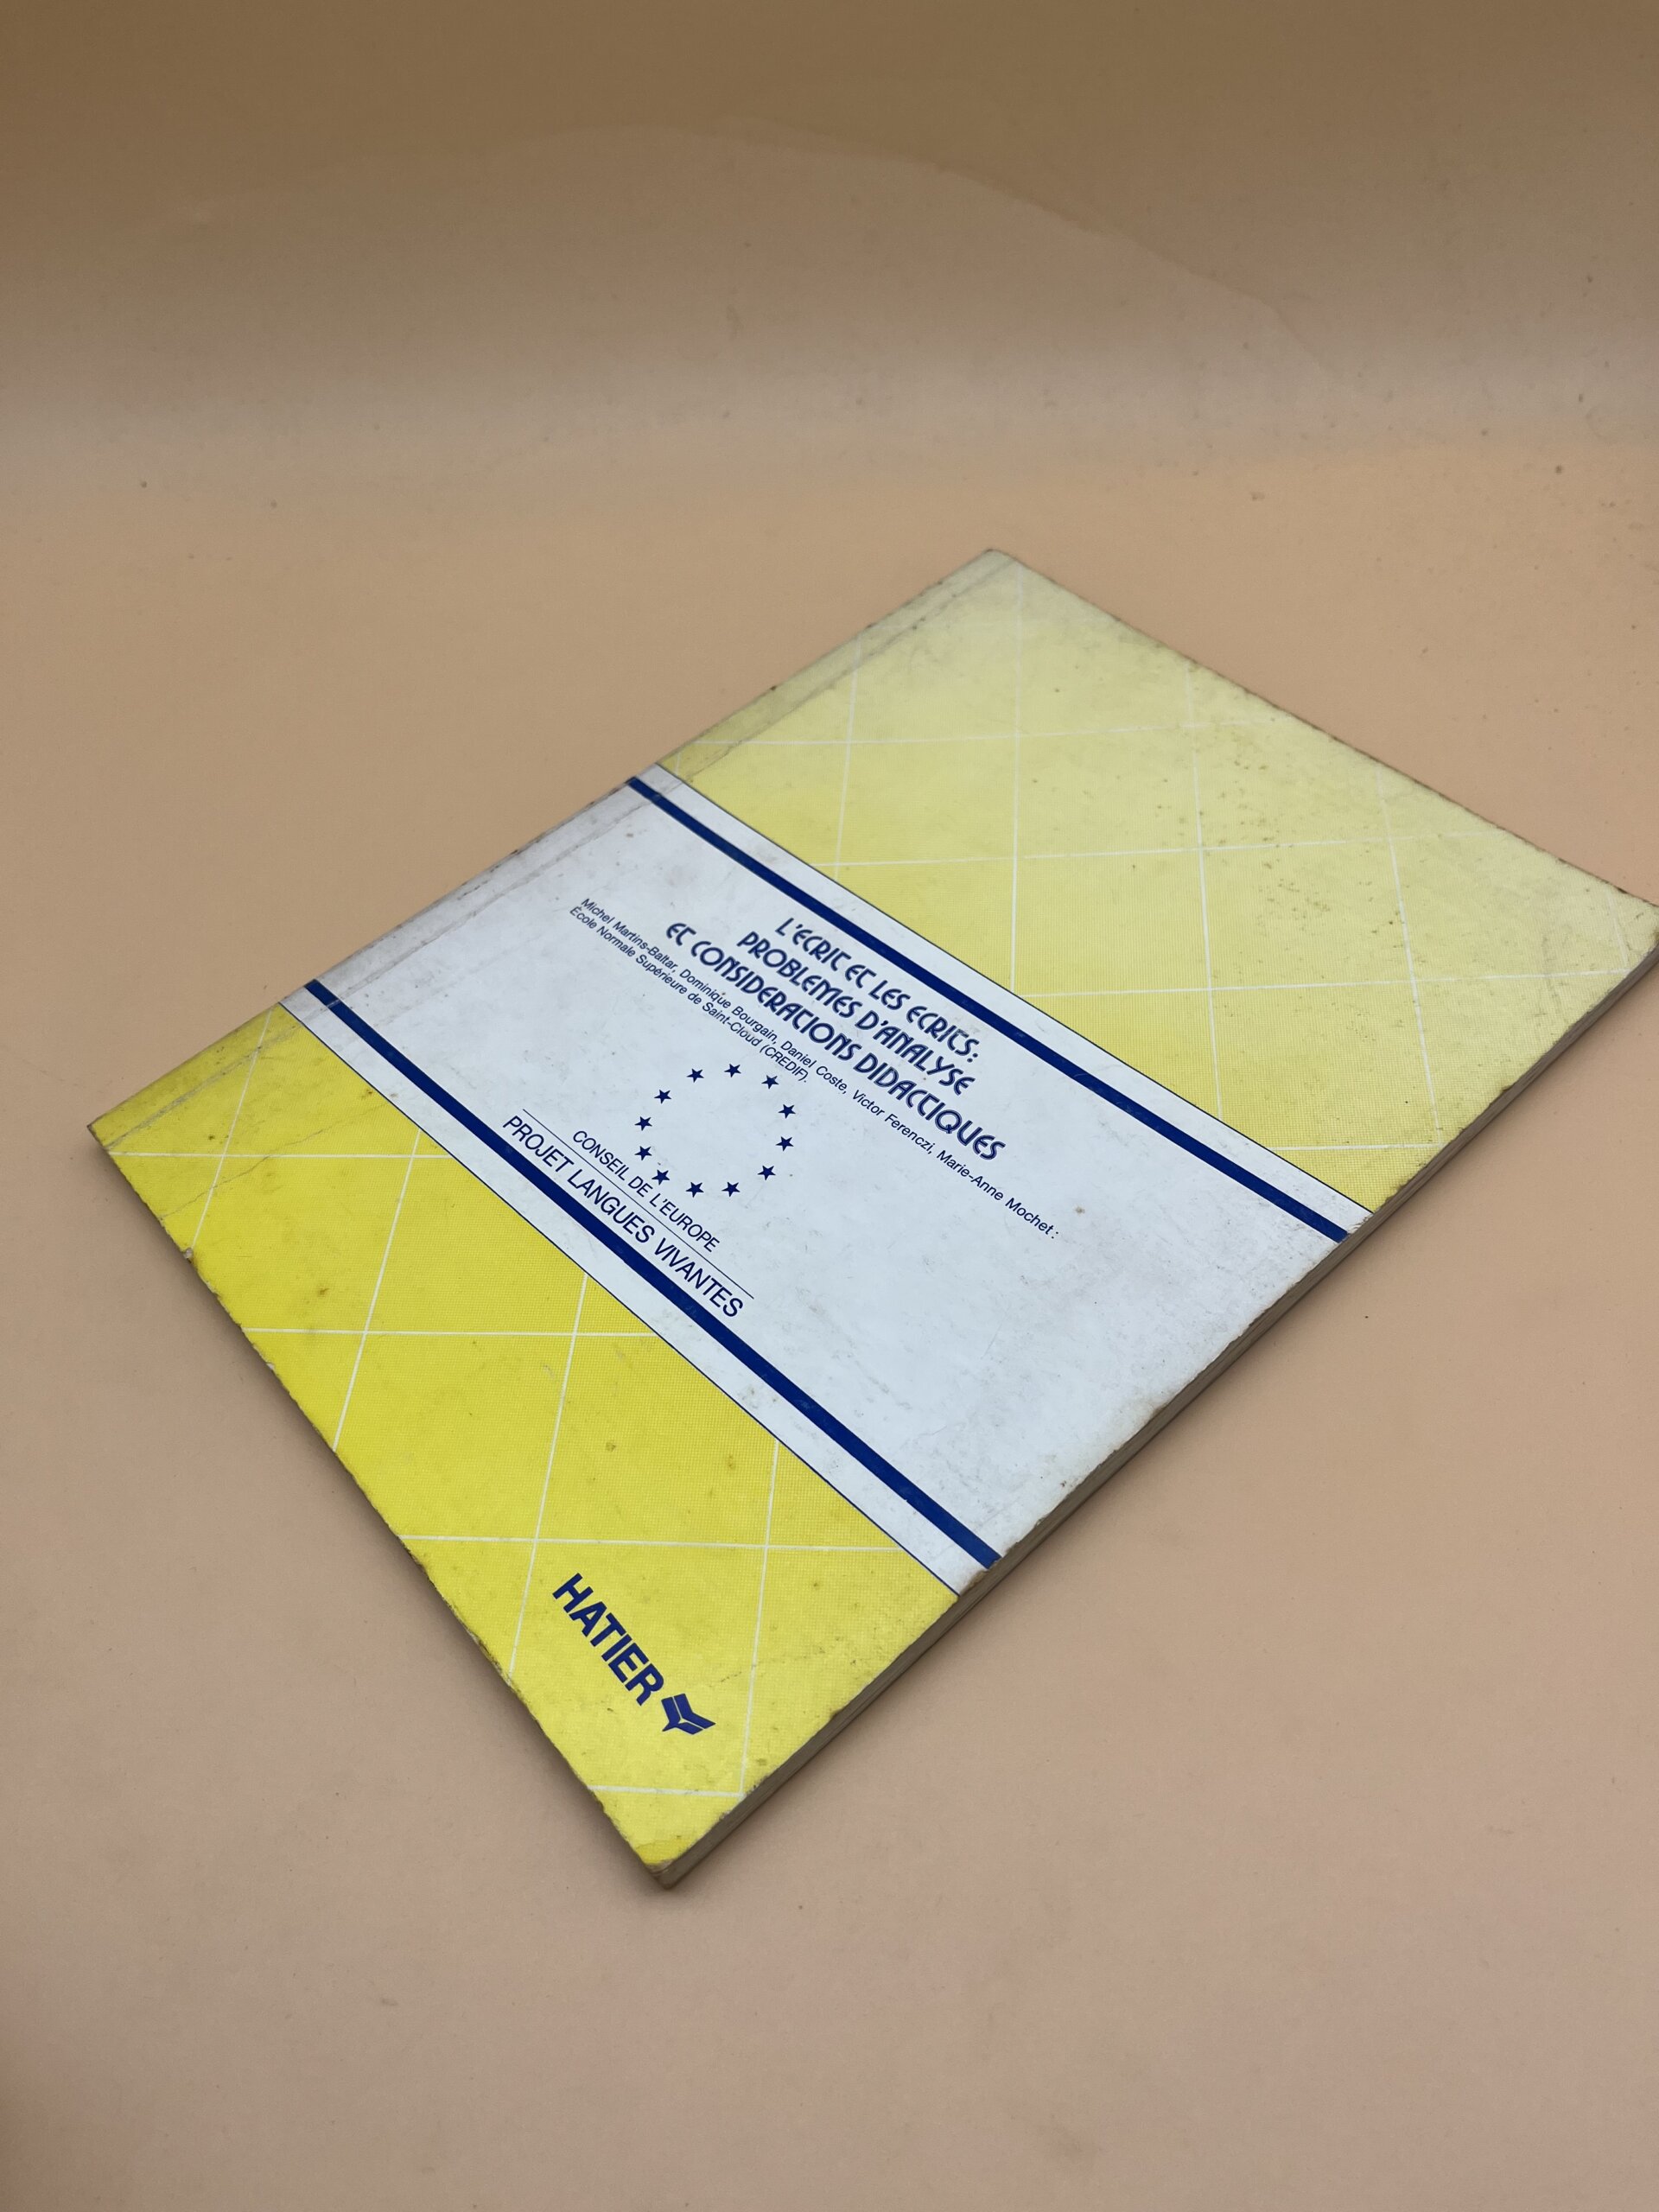 L'ECRIT ET LES ECRITS:
PROBLEMES D'ANALYSE
ET CONSIDERATIONS DIDACTIQUES
Michel Martins-Baltar, Dominique Bourgain, Daniel Coste, Victor Ferenczi, Marie-Anne Mochet :
École Normale Supérieure de Saint-Cloud (CREDIF).
CONSEIL DE L'EUROPE
PROJET LANGUES VIVANTES
HATIER